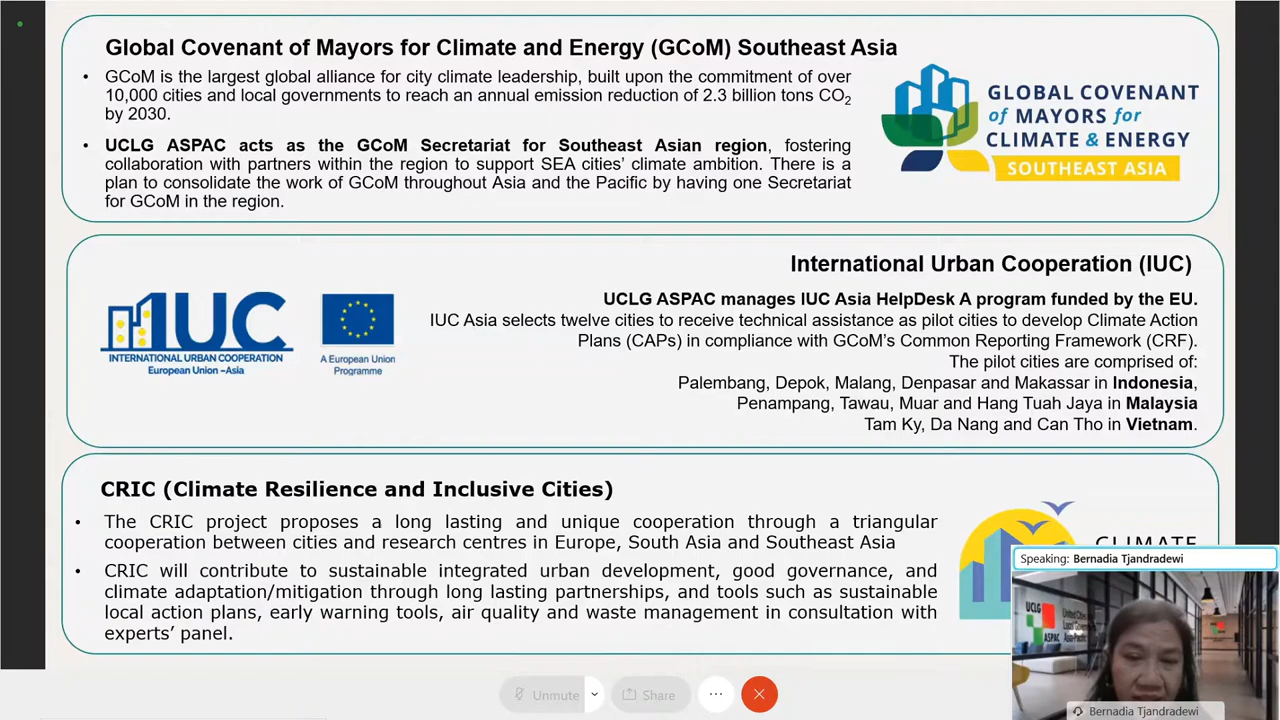 Global Covenant of Mayors for Climate and Energy (GCoM) Southeast Asia
• GCoM is the largest global alliance for city climate leadership, built upon the commitment of over
10,000 cities and local governments to reach an annual emission reduction of 2.3 billion tons CO2
by 2030.
• UCLG ASPAC acts as the GCoM Secretariat for Southeast Asian region, fostering
collaboration with partners within the region to support SEA cities' climate ambition. There is a
plan to consolidate the work of GCoM throughout Asia and the Pacific by having one Secretariat
for GCoM in the region.
GLOBAL COVENANT
of MAYORS for
CLIMATE & ENERGY
SOUTHEAST ASIA
International Urban Cooperation (IUC)
UCLG ASPAC manages IUC Asia HelpDesk A program funded by the EU.
IUC Asia selects twelve cities to receive technical assistance as pilot cities to develop Climate Action
Plans (CAPs) in compliance with GCoM's Common Reporting Framework (CRF).
The pilot cities are comprised of:
Palembang, Depok, Malang, Denpasar and Makassar in Indonesia,
Penampang, Tawau, Muar and Hang Tuah Jaya in Malaysia
Tam Ky, Da Nang and Can Tho in Vietnam.
IUC
INTERNATIONAL URBAN COOPERATION
European Union –Asia
A European Union
Programme
CRIC (Climate Resilience and Inclusive Cities)
• The CRIC project proposes a long lasting and unique cooperation through a triangular
cooperation between cities and research centres in Europe, South Asia and Southeast Asia
• CRIC will contribute to sustainable integrated urban development, good governance, and
climate adaptation/mitigation through long lasting partnerships, and tools such as sustainable
local action plans, early warning tools, air quality and waste management in consultation with
experts' panel.
CLIMATE
Speaking: Bernadia Tjandradewi
UCLG
ASPAC
United Cities
Asia-Pacific
Bernadia Tjandradewi
Unmute
Share